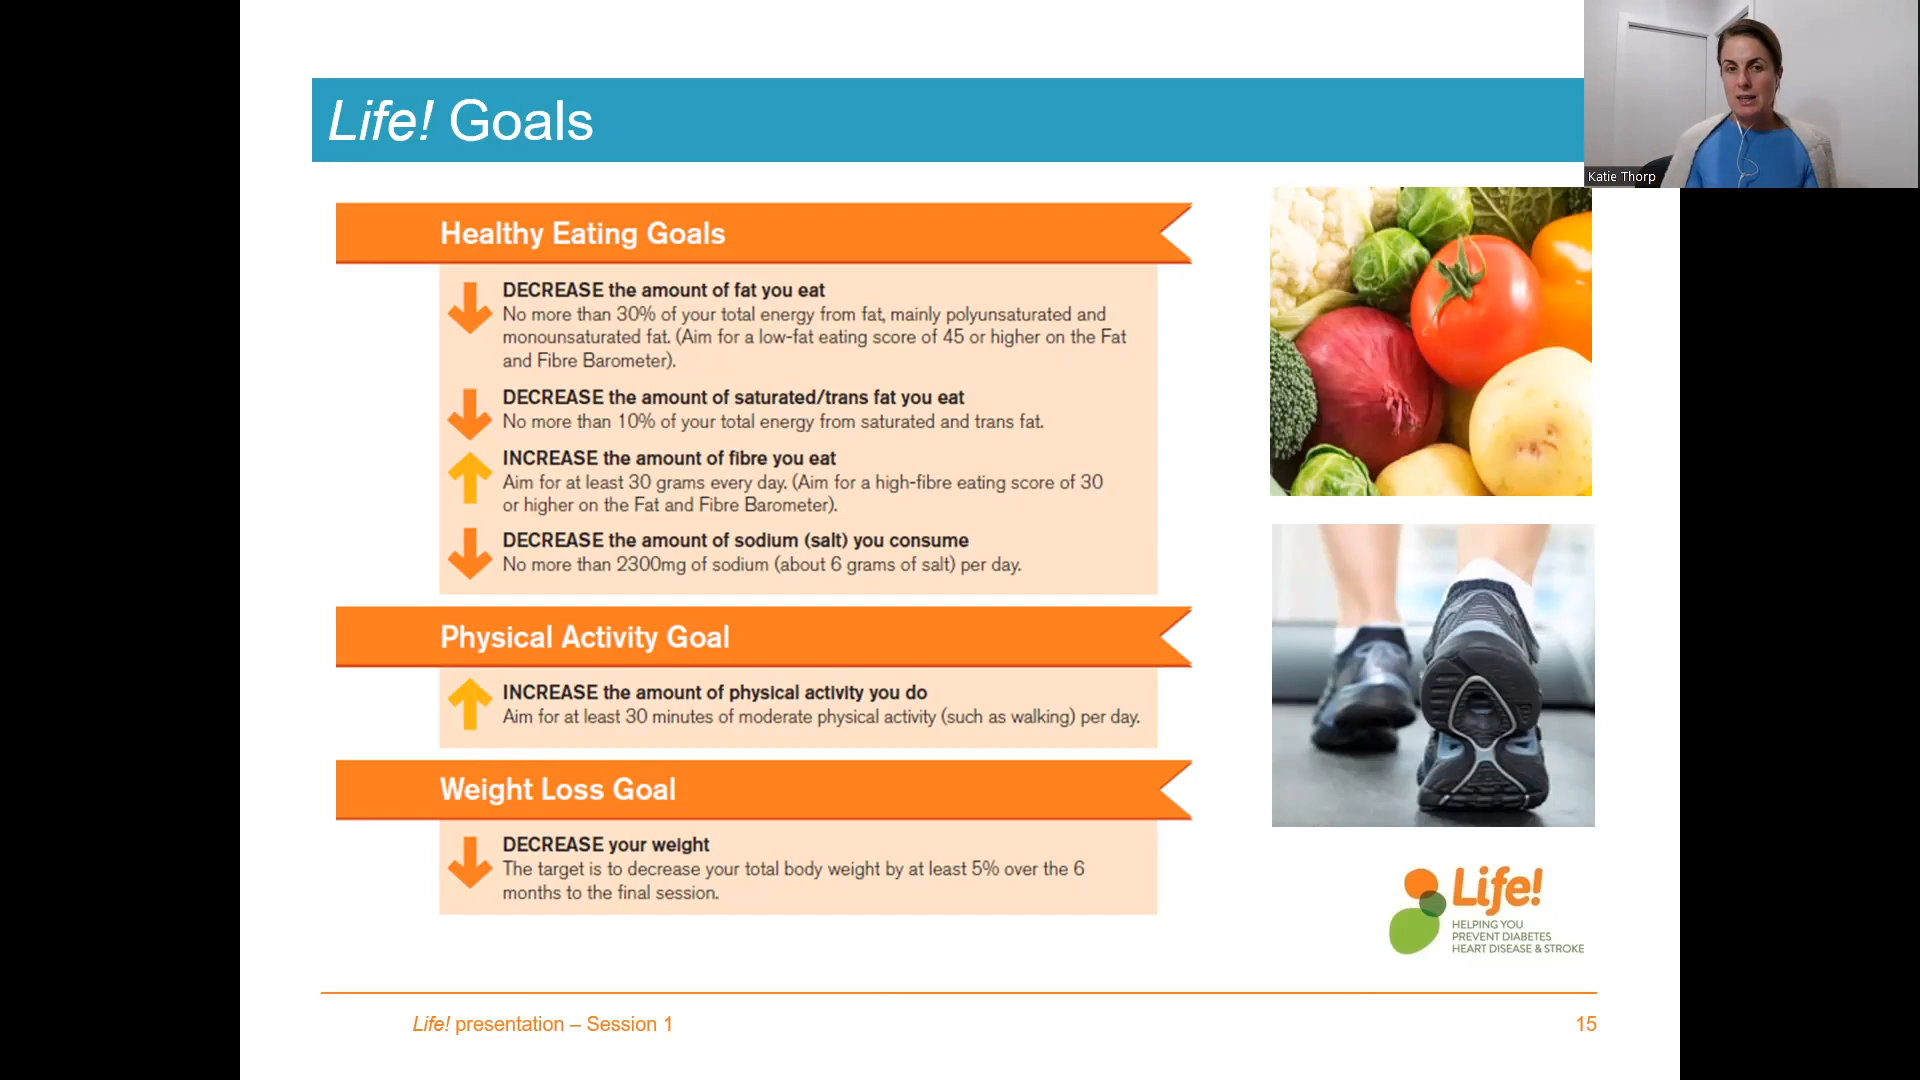 Life! Goals
Katie Thorp
Healthy Eating Goals
DECREASE the amount of fat you eat
No more than 30% of your total energy from fat, mainly polyunsaturated and
monounsaturated fat. (Aim for a low-fat eating score of 45 or higher on the Fat
and Fibre Barometer).
DECREASE the amount of saturated/trans fat you eat
No more than 10% of your total energy from saturated and trans fat.
INCREASE the amount of fibre you eat
Aim for at least 30 grams every day. (Aim for a high-fibre eating score of 30
or higher on the Fat and Fibre Barometer).
DECREASE the amount of sodium (salt) you consume
No more than 2300mg of sodium (about 6 grams of salt) per day.
Physical Activity Goal
INCREASE the amount of physical activity you do
Aim for at least 30 minutes of moderate physical activity (such as walking) per day.
Weight Loss Goal
DECREASE your weight
The target is to decrease your total body weight by at least 5% over the 6
months to the final session.
Life!
HELPING YOU
PREVENT DIABETES
HEART DISEASE & STROKE
Life! presentation – Session 1
15